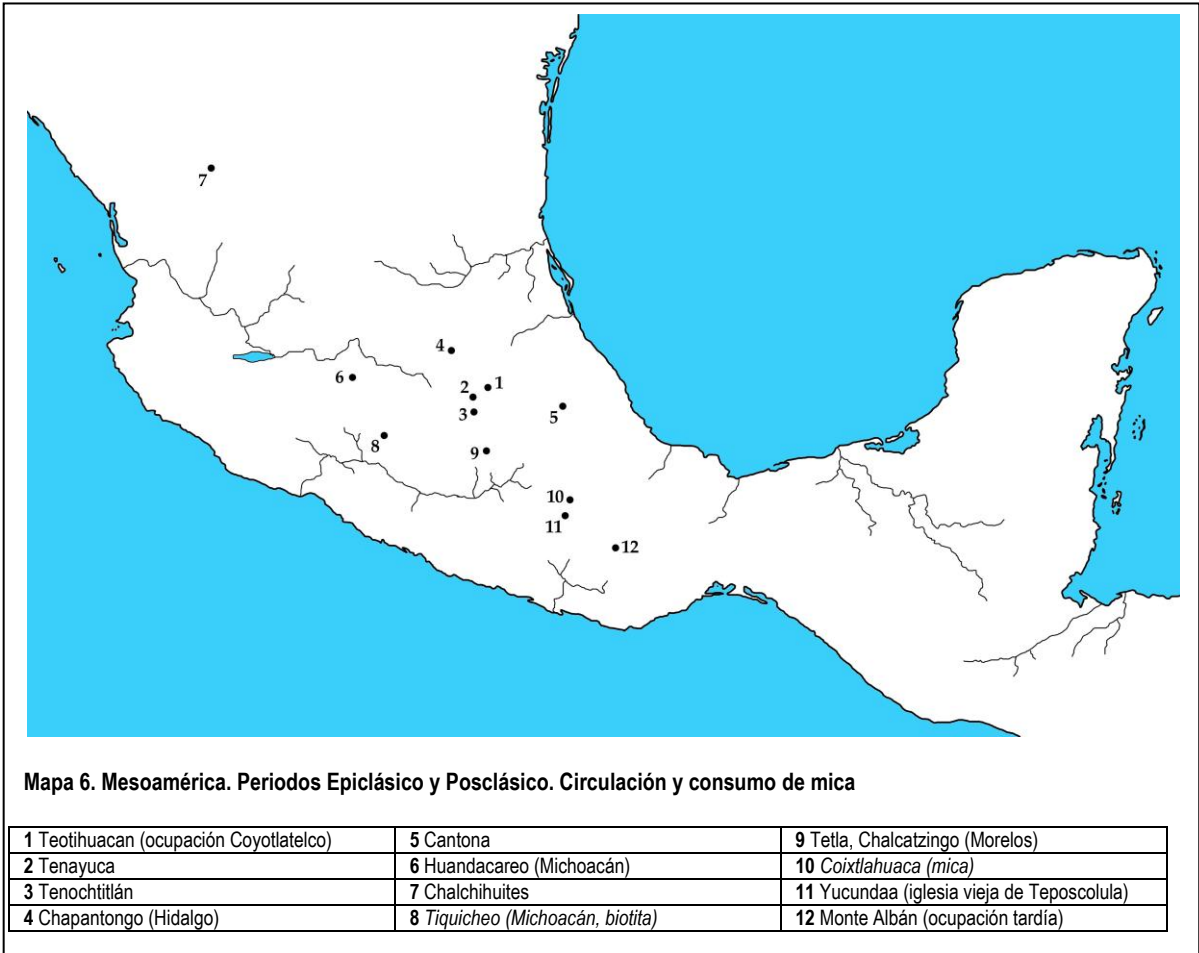 7
4
6
2
1
3
5
8
9
10
11
12
Mapa 6. Mesoamérica. Periodos Epiclásico y Posclásico. Circulación y consumo de mica
1 Teotihuacan (ocupación Coyotlatelco)
5 Cantona
9 Tetla, Chalcatzingo (Morelos)
2 Tenayuca
6 Huandacareo (Michoacán)
10 Coixtlahuaca (mica)
3 Tenochtitlán
7 Chalchihuites
11 Yucundaa (iglesia vieja de Teposcolula)
4 Chapantongo (Hidalgo)
8 Tiquicheo (Michoacán, biotita)
12 Monte Albán (ocupación tardía)